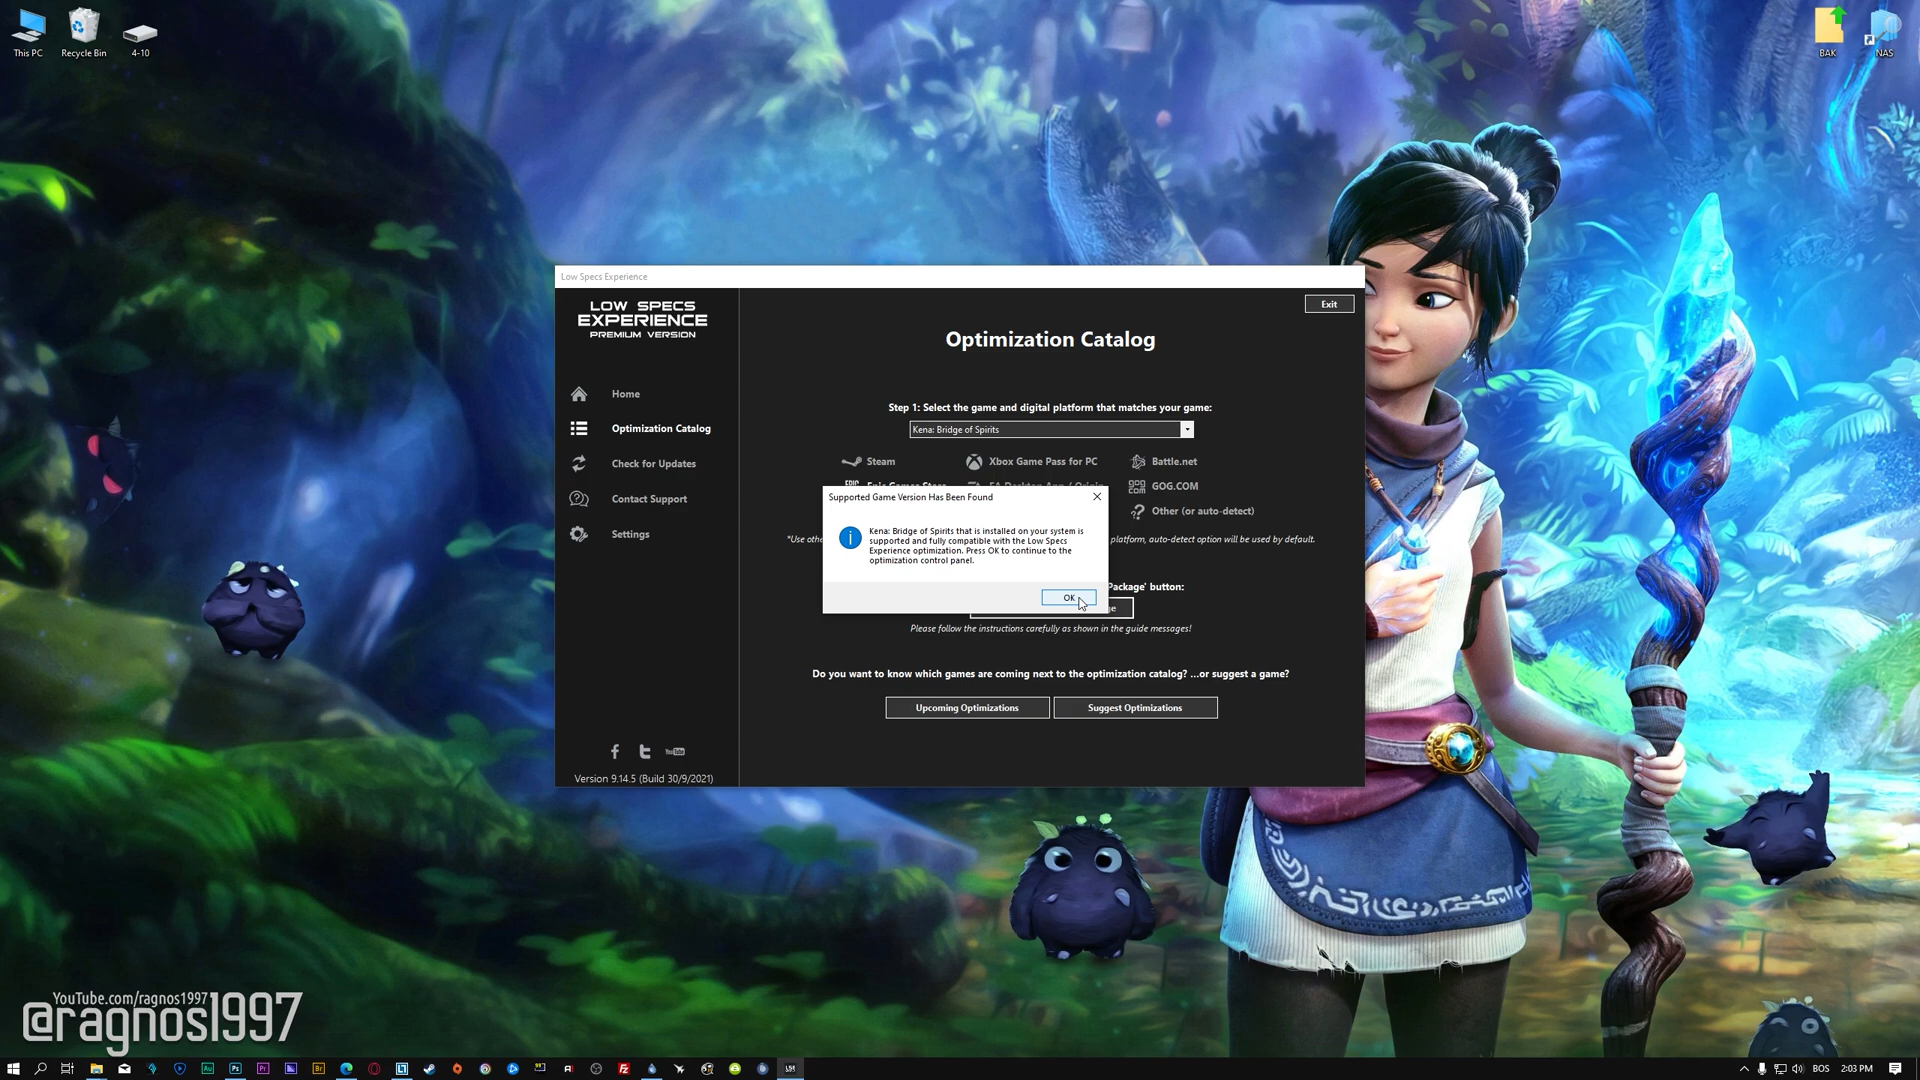 This PC
Recycle Bin
4-10
BAK
NAS
Low Specs Experience
LOW SPECS
EXPERIENCE
PREMIUM VERSION
Exit
Optimization Catalog
Home
Optimization Catalog
Check for Updates
Contact Support
Settings
Step 1: Select the game and digital platform that matches your game:
Kena: Bridge of Spirits
Steam
Xbox Game Pass for PC
Battle.net
GOG.COM
Other (or auto-detect)
*Use othe
platform, auto-detect option will be used by default.
Supported Game Version Has Been Found
Kena: Bridge of Spirits that is installed on your system is
supported and fully compatible with the Low Specs
Experience optimization. Press OK to continue to the
optimization control panel.
OK
Package' button:
ge
Please follow the instructions carefully as shown in the guide messages!
Do you want to know which games are coming next to the optimization catalog? ...or suggest a game?
Upcoming Optimizations
Suggest Optimizations
YouTube
Version 9.14.5 (Build 30/9/2021)
YouTube.com/ragnos1997
@ragnos1997
BOS
2:03 PM